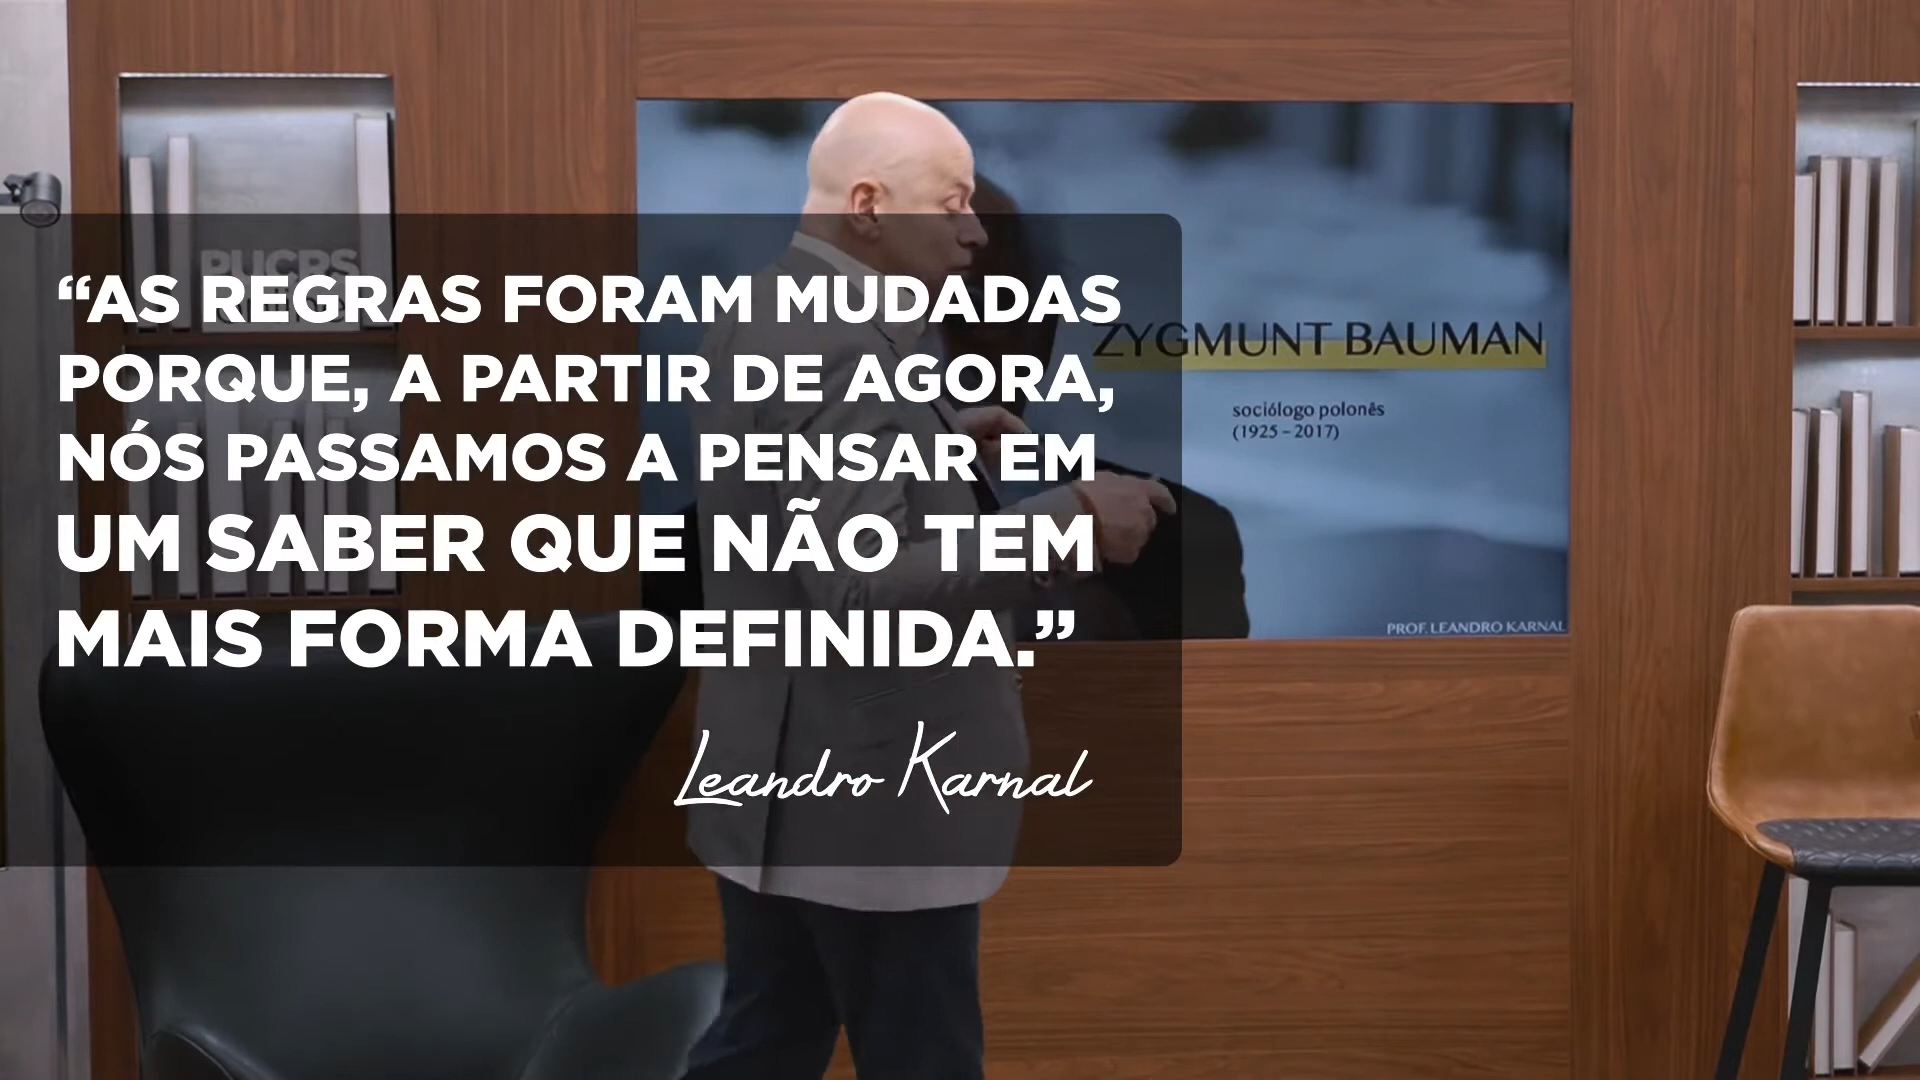 “AS REGRAS FORAM MUDADAS
PORQUE, A PARTIR DE AGORA,
NÓS PASSAMOS A PENSAR EM
UM SABER QUE NÃO TEM
MAIS FORMA DEFINIDA.”
Leandro Karnal
PUCRS
ZYGMUNT BAUMAN
sociólogo polonês
(1925 – 2017)
PROF. LEANDRO KARNAL